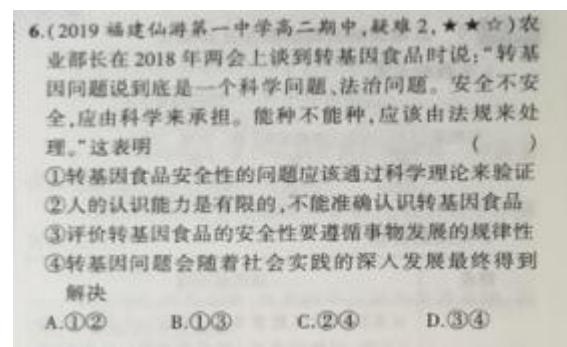 6.(2019 福建仙游第一中学高二期中,疑难 2,★★☆)农
业部长在 2018 年两会上谈到转基因食品时说:“转基
因问题说到底是一个科学问题、法治问题。安全不安
全,应由科学来承担。能种不能种,应该由法规来处
理。”这表明 ( )
①转基因食品安全性的问题应该通过科学理论来验证
②人的认识能力是有限的,不能准确认识转基因食品
③评价转基因食品的安全性要遵循事物发展的规律性
④转基因问题会随着社会实践的深入发展最终得到
解决
A.①② B.①③ C.②④ D.③④